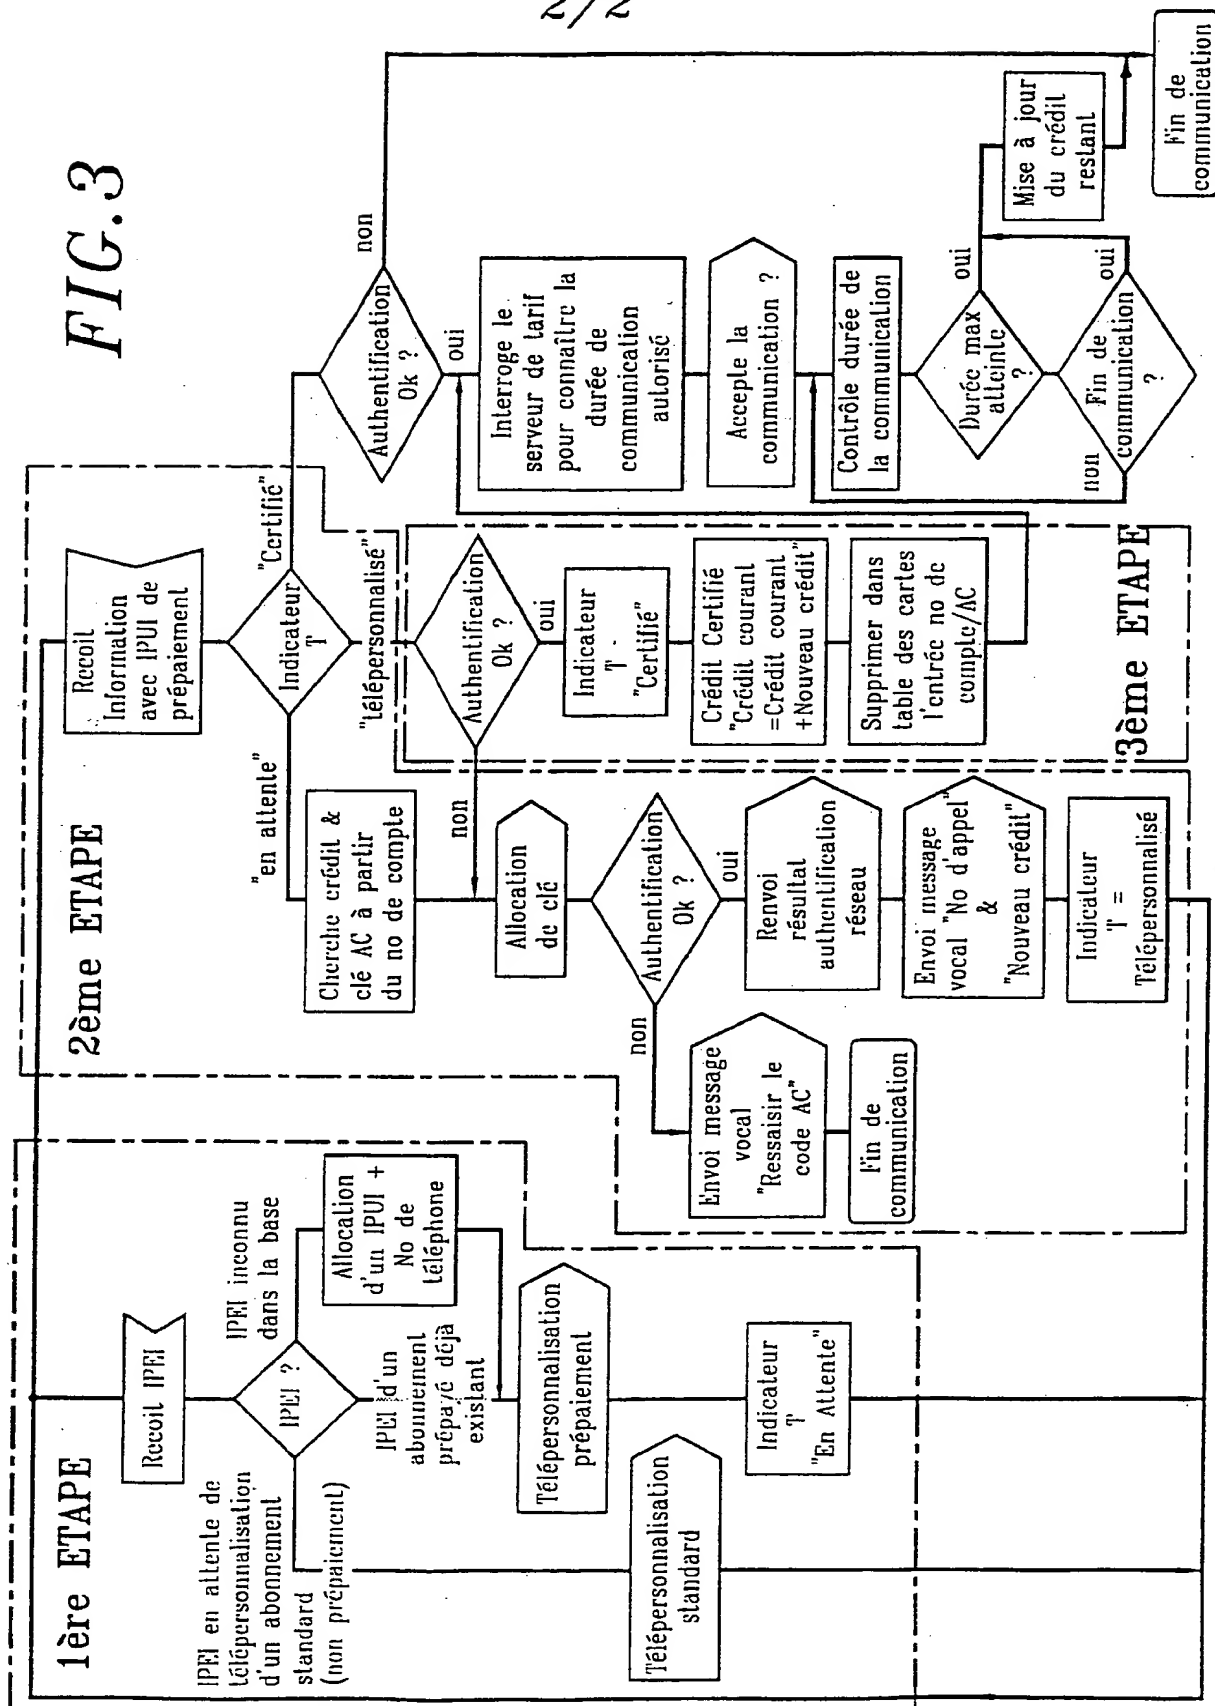 2/2
FIG.3
1ère ETAPE
Recoit IPEI
IPEI ?
IPEI en attente de
télépersonnalisation
d'un abonnement
standard
(non prépaiement)
IPEI inconnu
dans la base
Allocation
d'un IPUI +
No de
téléphone
IPEI d'un
abonnement
prépayé déjà
existant
Télépersonnalisation
prépaiement
Télépersonnalisation
standard
Indicateur
T
"En Attente"
2ème ETAPE
Recoit
Information
avec IPUI de
prépaiement
Indicateur
T
"en attente"
"Certifié"
"télépersonnalisé"
Cherche crédit &
clé AC à partir
du no de compte
non
Allocation
de clé
Authentification
Ok ?
non
oui
Envoi message
vocal
"Ressaisir le
code AC"
Fin de
communication
Renvoi
résultat
authentification
réseau
Envoi message
vocal "No d'appel"
&
"Nouveau crédit"
Indicateur
T =
Télépersonnalisé
Authentification
Ok ?
oui
Indicateur
T -
"Certifié"
Crédit Certifié
"Crédit courant
=Crédit courant
+Nouveau crédit"
Supprimer dans
table des cartes
l'entrée no de
compte/AC
3ème ETAPE
Authentification
Ok ?
non
oui
Interroge le
serveur de tarif
pour connaître la
durée de
communication
autorisé
Accepte la
communication ?
Contrôle durée de
la communication
Durée max
atteinte
?
oui
Fin de
communication
?
non
oui
Mise à jour
du crédit
restant
Fin de
communication